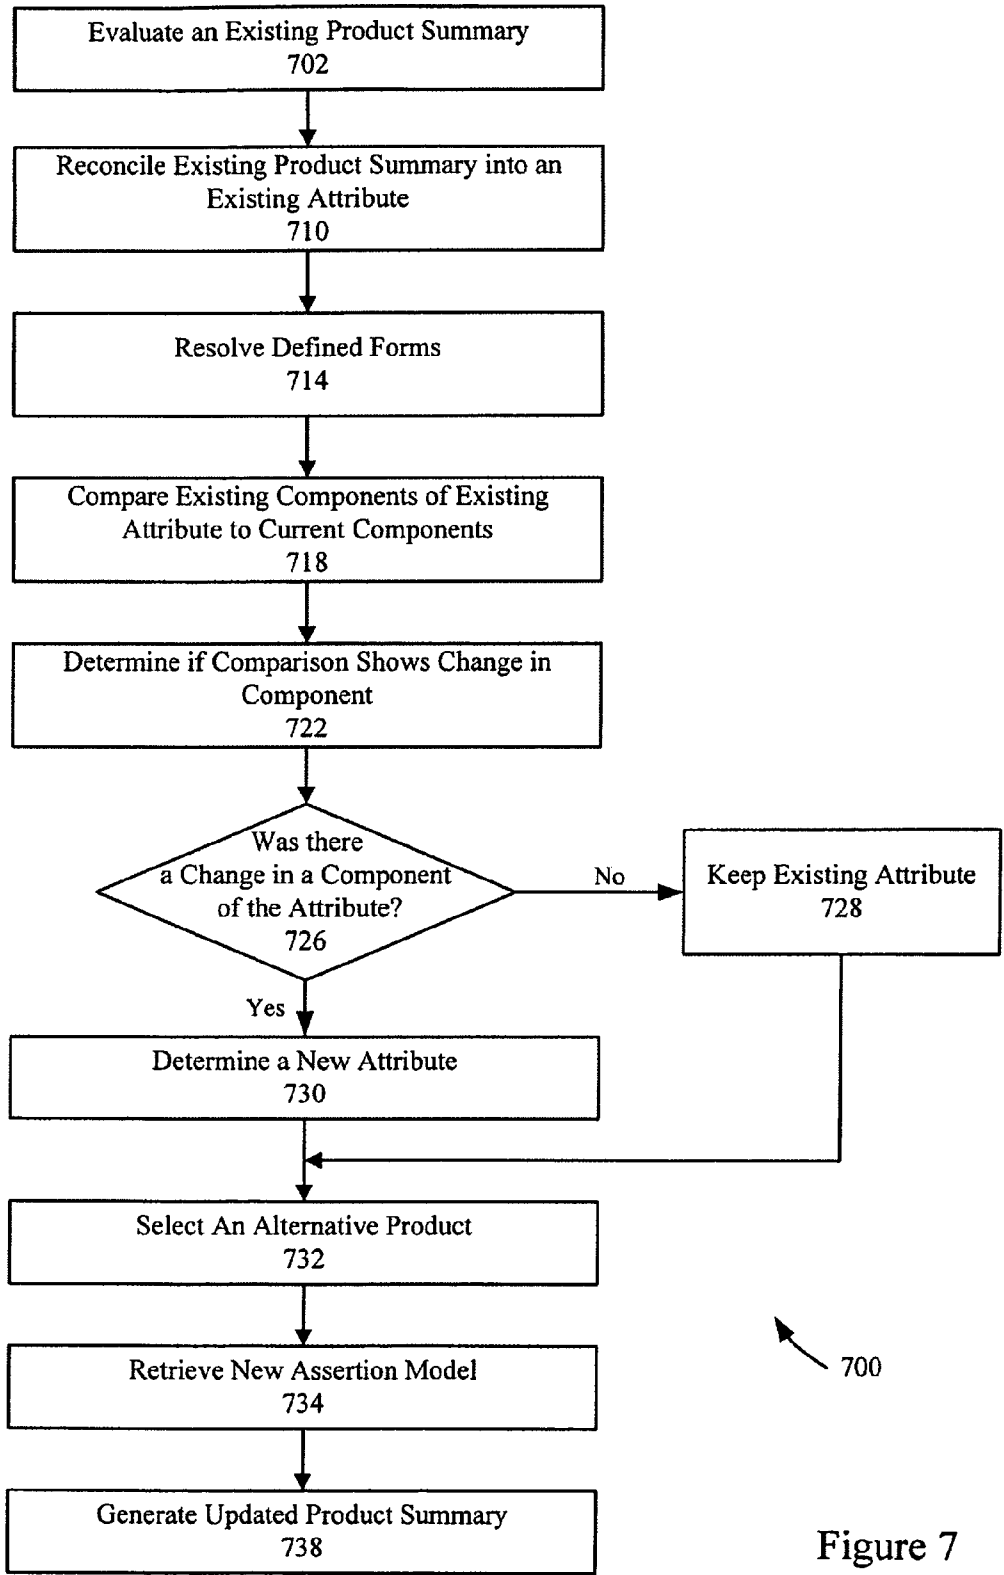 Evaluate an Existing Product Summary
702
Reconcile Existing Product Summary into an
Existing Attribute
710
Resolve Defined Forms
714
Compare Existing Components of Existing
Attribute to Current Components
718
Determine if Comparison Shows Change in
Component
722
Was there
a Change in a Component
of the Attribute?
726
No
Keep Existing Attribute
728
Yes
Determine a New Attribute
730
Select An Alternative Product
732
Retrieve New Assertion Model
734
700
Generate Updated Product Summary
738
Figure 7